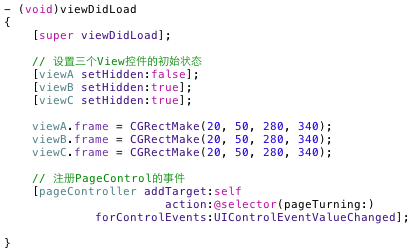 - (void)viewDidLoad
{
    [super viewDidLoad];

    // 设置三个View控件的初始状态
    [viewA setHidden:false];
    [viewB setHidden:true];
    [viewC setHidden:true];

    viewA.frame = CGRectMake(20, 50, 280, 340);
    viewB.frame = CGRectMake(20, 50, 280, 340);
    viewC.frame = CGRectMake(20, 50, 280, 340);

    // 注册PageControl的事件
    [pageController addTarget:self
                       action:@selector(pageTurning:)
             forControlEvents:UIControlEventValueChanged];

}